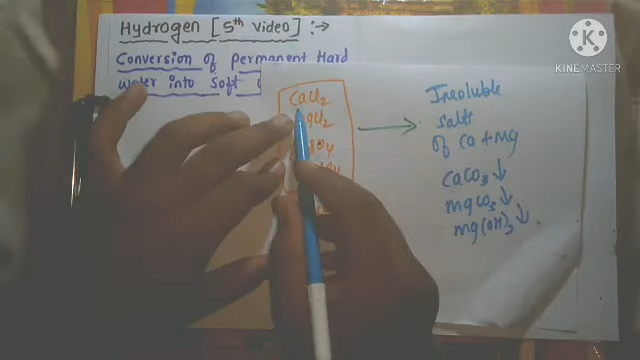 Hydrogen [5th video] :→
Conversion of permanent Hard
water into Soft
CaCl2
Insoluble
salts
of Ca + Mg
CaCO3 ↓
MgCO3 ↓
Mg(OH)2 ↓
KINEMASTER